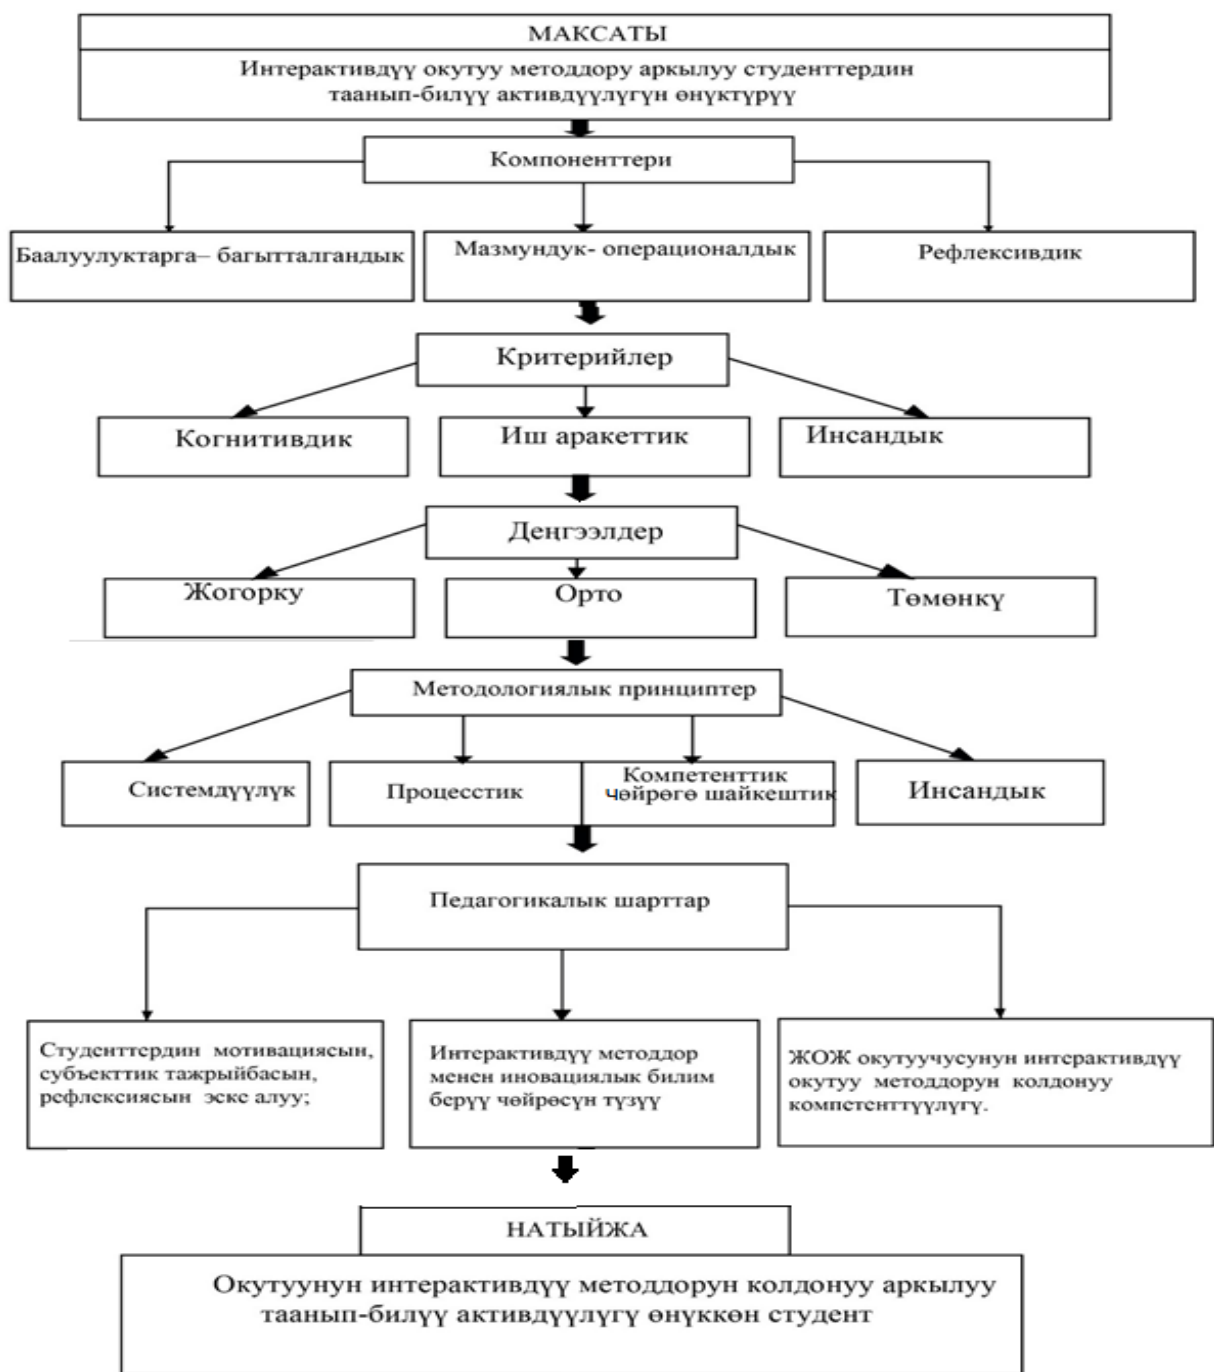 МАКСАТЫ
Интерактивдүү окутуу методдору аркылуу студенттердин
таанып-билүү активдүүлүгүн өнүктүрүү
Компоненттери
Баалуулуктарга– багытталгандык
Мазмундук- операционалдык
Рефлексивдик
Критерийлер
Когнитивдик
Иш аракеттик
Инсандык
Деңгээлдер
Жогорку
Орто
Төмөнкү
Методологиялык принциптер
Системдүүлүк
Процесстик
Компетенттик
чөйрөгө шайкештик
Инсандык
Педагогикалык шарттар
Студенттердин мотивациясын,
субъекттик тажрыйбасын,
рефлексиясын эске алуу;
Интерактивдүү методдор
менен иновациялык билим
берүү чөйрөсүн түзүү
ЖОЖ окутуучусунун интерактивдүү
окутуу методдорун колдонуу
компетенттүүлүгү.
НАТЫЙЖА
Окутуунун интерактивдүү методдорун колдонуу аркылуу
таанып-билүү активдүүлүгү өнүккөн студент